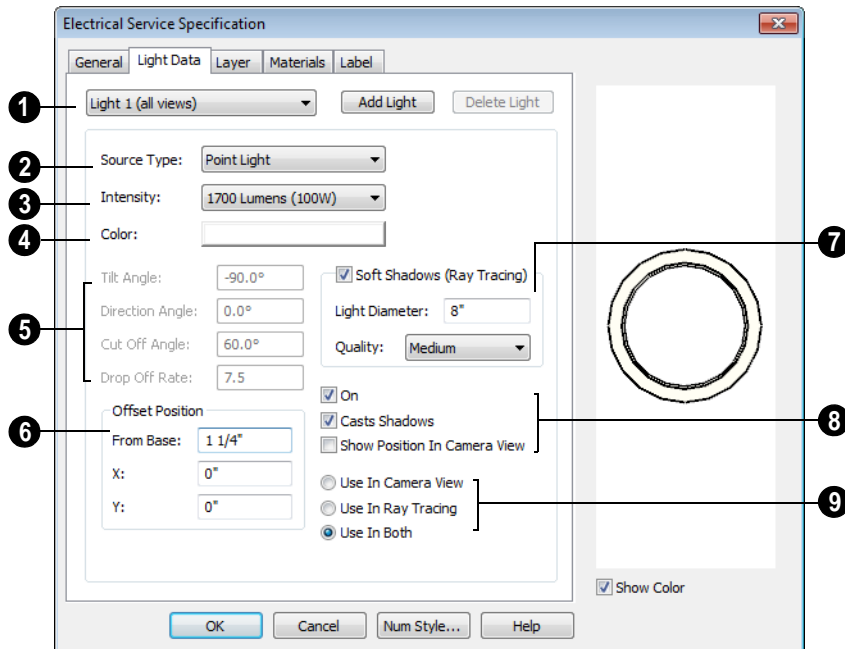 Electrical Service Specification
General Light Data Layer Materials Label
1 Light 1 (all views) Add Light Delete Light
2 Source Type: Point Light
3 Intensity: 1700 Lumens (100W)
4 Color:
7
Tilt Angle: -90.0° Soft Shadows (Ray Tracing)
5 Direction Angle: 0.0° Light Diameter: 8"
Cut Off Angle: 60.0° Quality: Medium
Drop Off Rate: 7.5
On
6 Offset Position Casts Shadows 8
From Base: 1 1/4" Show Position In Camera View
X: 0" Use In Camera View
Y: 0" Use In Ray Tracing 9
Use In Both
Show Color
OK Cancel Num Style... Help